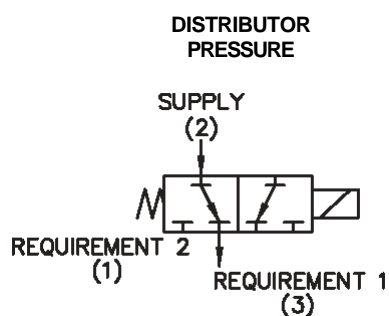 DISTRIBUTOR
PRESSURE
SUPPLY
(2)
REQUIREMENT 2
(1)
REQUIREMENT 1
(3)